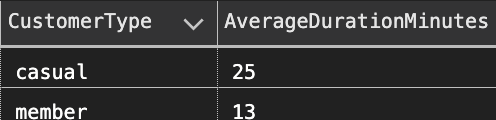 CustomerType AverageDurationMinutes
casual 25
member 13